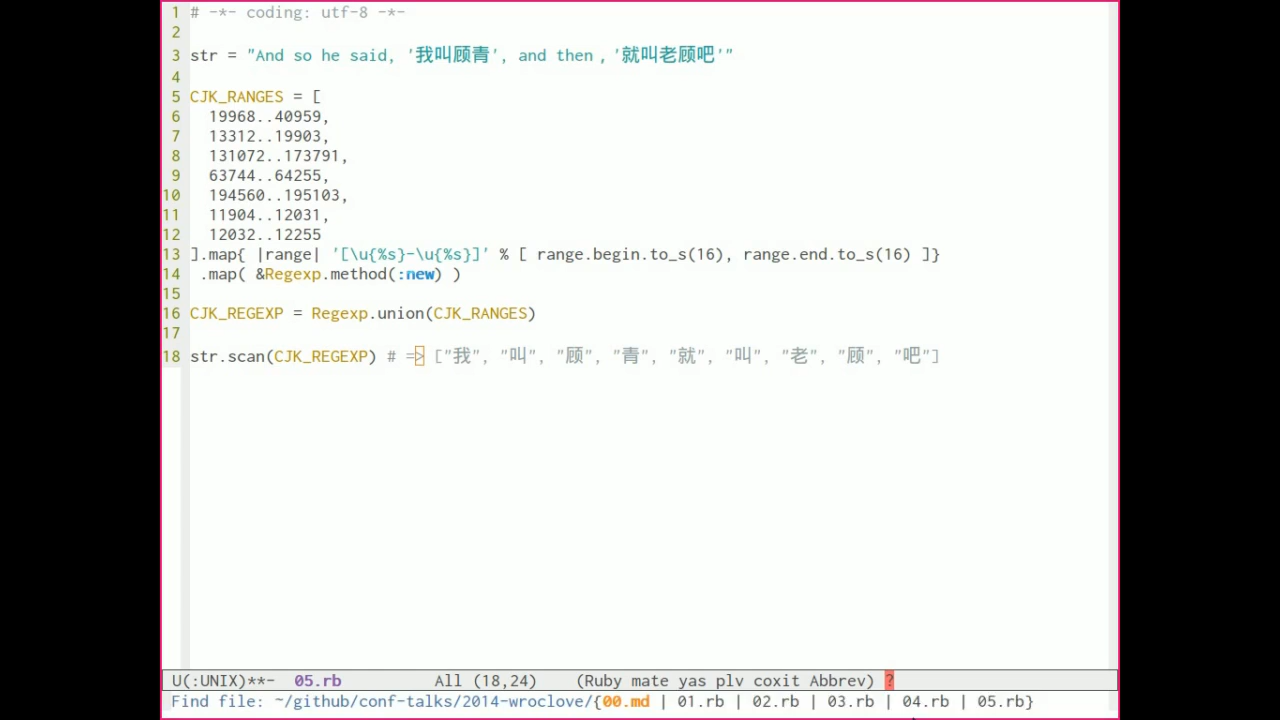 1 # -*- coding: utf-8 -*-
2
3 str = "And so he said, '我叫顾青', and then , '就叫老顾吧'"
4
5 CJK_RANGES = [
6   19968..40959,
7   13312..19903,
8   131072..173791,
9   63744..64255,
10   194560..195103,
11   11904..12031,
12   12032..12255
13 ].map{ |range| '[\u{%s}-\u{%s}]' % [ range.begin.to_s(16), range.end.to_s(16) ]}
14  .map( &Regexp.method(:new) )
15
16 CJK_REGEXP = Regexp.union(CJK_RANGES)
17
18 str.scan(CJK_REGEXP) # => ["我", "叫", "顾", "青", "就", "叫", "老", "顾", "吧"]
U(:UNIX)**-  05.rb          All (18,24)    (Ruby mate yas plv coxit Abbrev) ?
Find file: ~/github/conf-talks/2014-wroclove/{00.md | 01.rb | 02.rb | 03.rb | 04.rb | 05.rb}